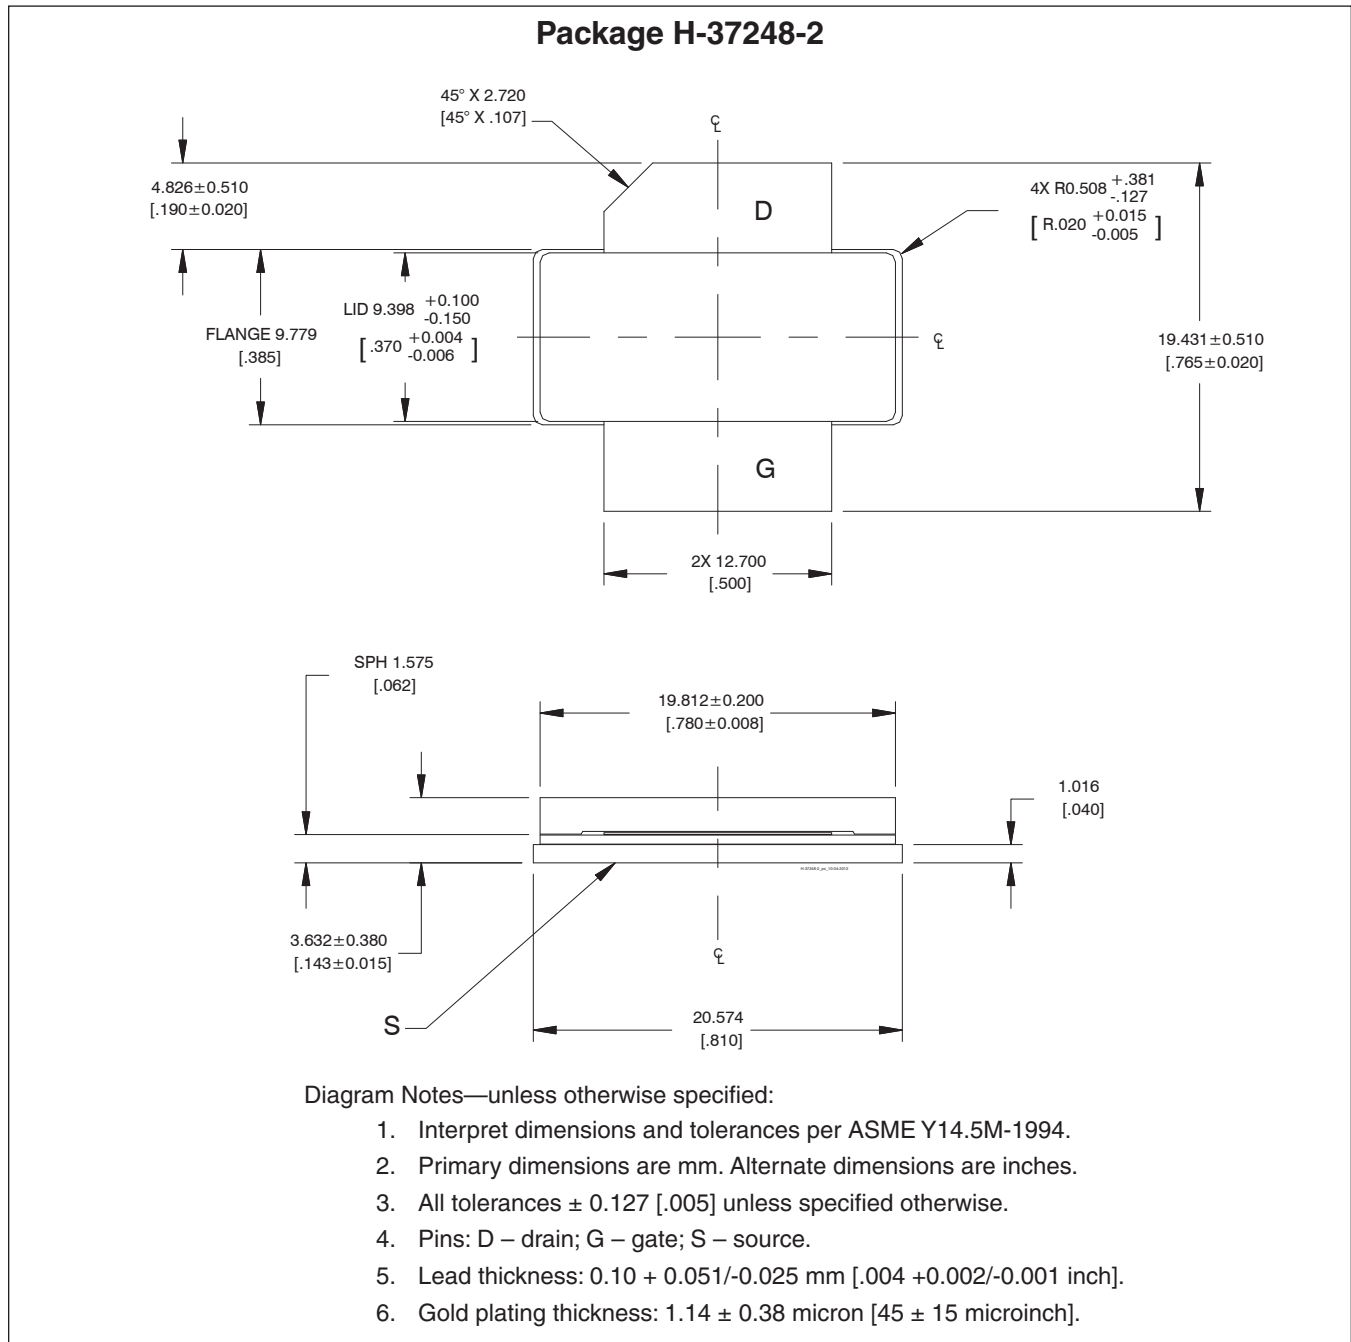 Package H-37248-2
45° X 2.720
[45° X .107]
℄
4.826±0.510
[.190±0.020]
D
4X R0.508 +.381
-.127
[ R.020 +0.015
-0.005 ]
LID 9.398 +0.100
-0.150
[ .370 +0.004
-0.006 ]
FLANGE 9.779
[.385]
℄
19.431±0.510
[.765±0.020]
G
2X 12.700
[.500]
SPH 1.575
[.062]
19.812±0.200
[.780±0.008]
1.016
[.040]
H-37248-2_po_10-04-2012
3.632±0.380
[.143±0.015]
℄
S
20.574
[.810]
Diagram Notes—unless otherwise specified:
1. Interpret dimensions and tolerances per ASME Y14.5M-1994.
2. Primary dimensions are mm. Alternate dimensions are inches.
3. All tolerances ± 0.127 [.005] unless specified otherwise.
4. Pins: D – drain; G – gate; S – source.
5. Lead thickness: 0.10 + 0.051/-0.025 mm [.004 +0.002/-0.001 inch].
6. Gold plating thickness: 1.14 ± 0.38 micron [45 ± 15 microinch].